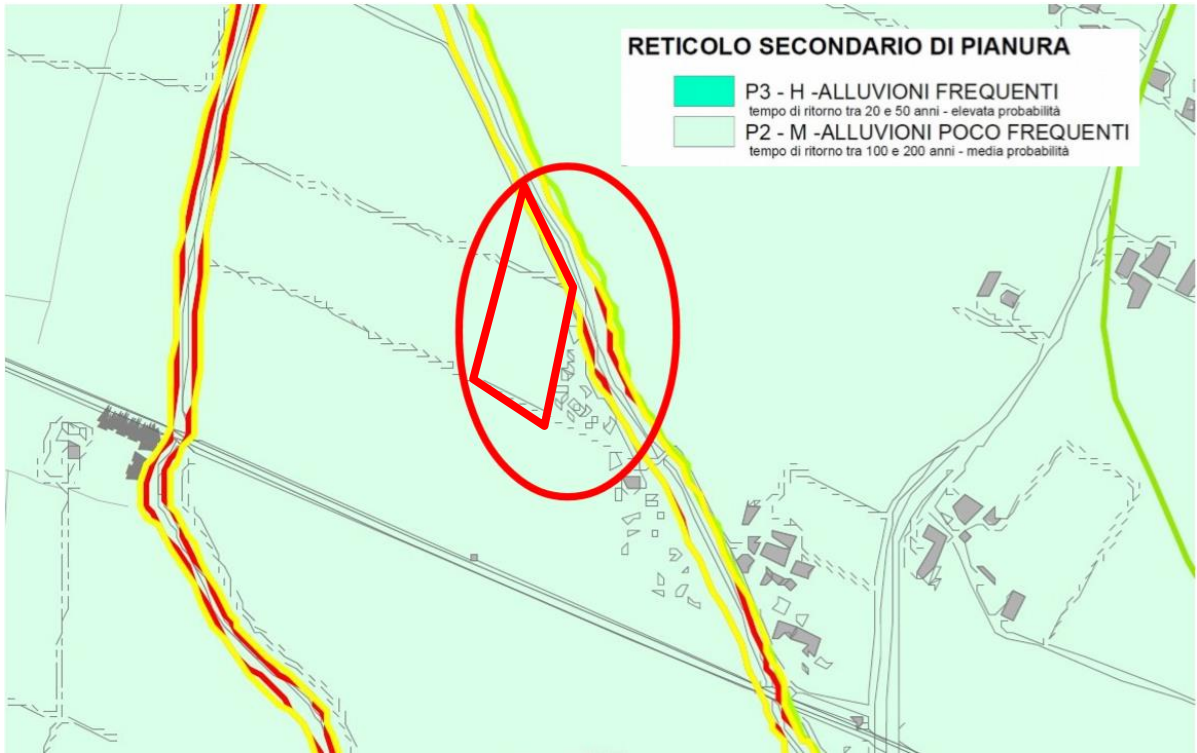 RETICOLO SECONDARIO DI PIANURA
P3 - H -ALLUVIONI FREQUENTI
tempo di ritorno tra 20 e 50 anni - elevata probabilità
P2 - M -ALLUVIONI POCO FREQUENTI
tempo di ritorno tra 100 e 200 anni - media probabilità